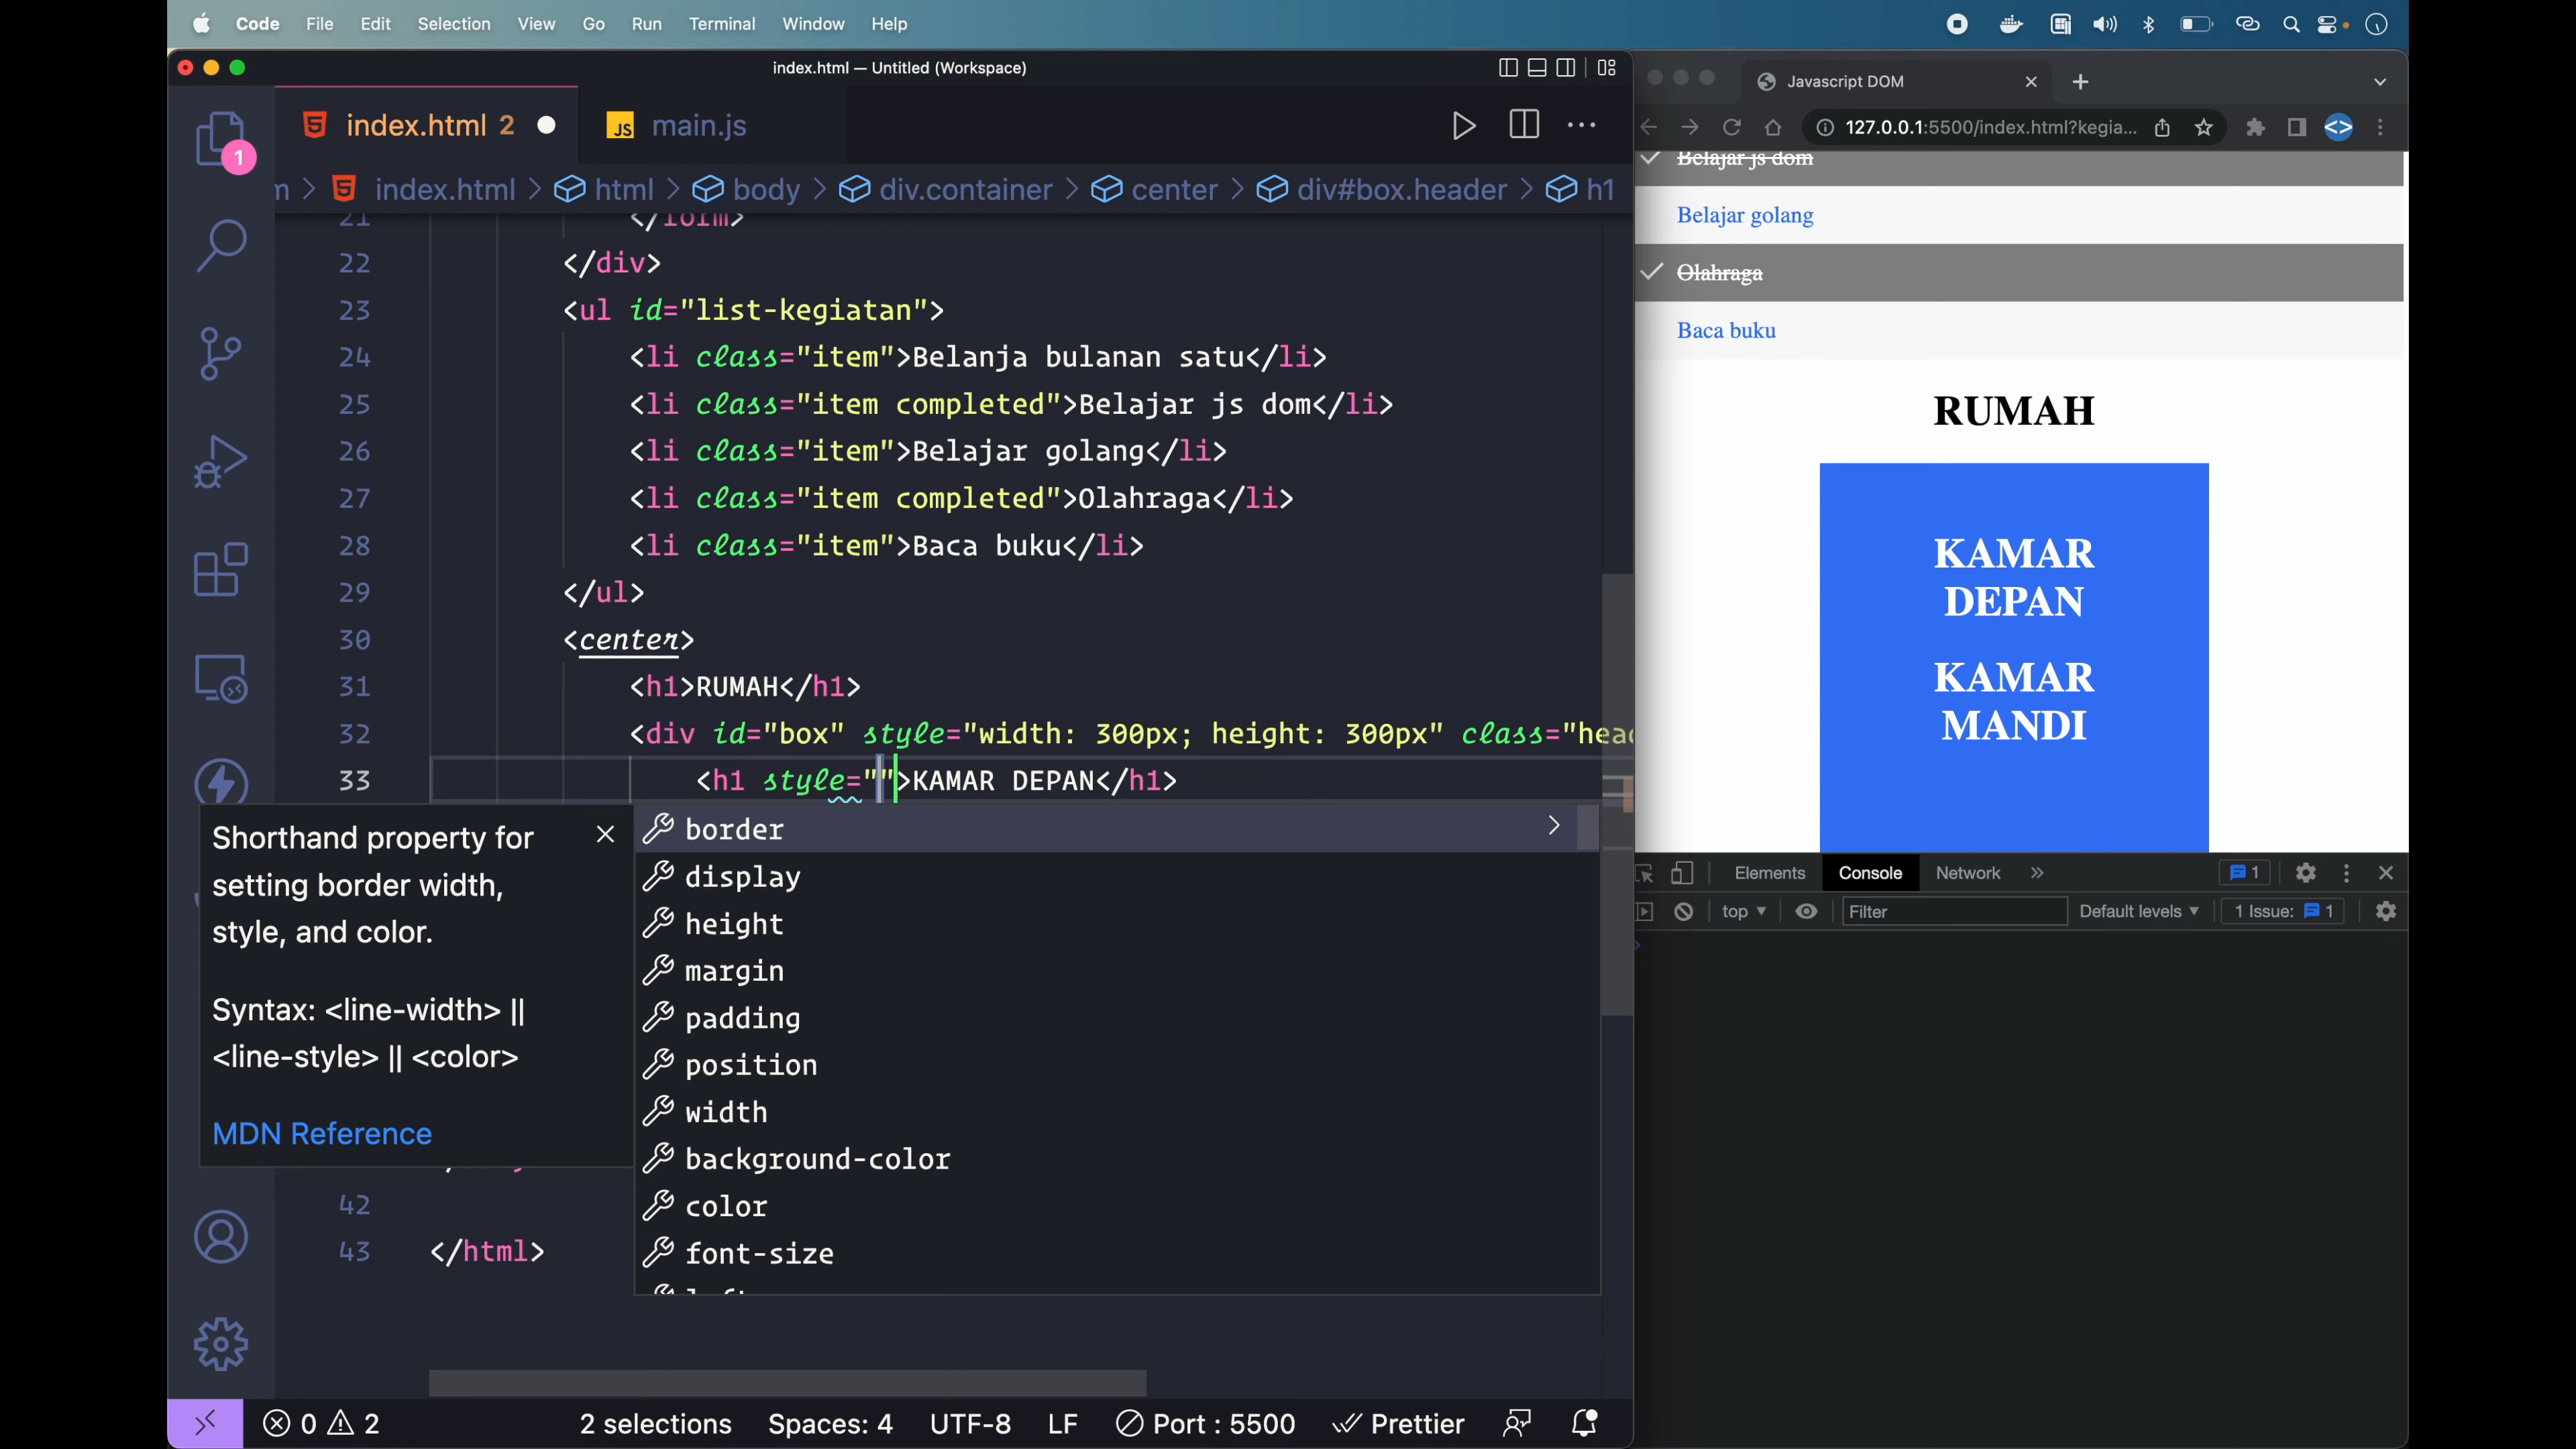 Code File Edit Selection View Go Run Terminal Window Help
index.html — Untitled (Workspace)
index.html 2
main.js
1
index.html > html > body > div.container > center > div#box.header > h1
21 </form>
22 </div>
23 <ul id="list-kegiatan">
24 <li class="item">Belanja bulanan satu</li>
25 <li class="item completed">Belajar js dom</li>
26 <li class="item">Belajar golang</li>
27 <li class="item completed">Olahraga</li>
28 <li class="item">Baca buku</li>
29 </ul>
30 <center>
31 <h1>RUMAH</h1>
32 <div id="box" style="width: 300px; height: 300px" class="head
33 <h1 style="">KAMAR DEPAN</h1>
Shorthand property for
setting border width,
style, and color.
Syntax: <line-width> ||
<line-style> || <color>
MDN Reference
border
display
height
margin
padding
position
width
background-color
color
font-size
42
43 </html>
0 2 2 selections Spaces: 4 UTF-8 LF Port : 5500 Prettier
Javascript DOM
127.0.0.1:5500/index.html?kegia...
Belajar js dom
Belajar golang
Olahraga
Baca buku
RUMAH
KAMAR
DEPAN
KAMAR
MANDI
Elements Console Network » 1
top Filter Default levels 1 Issue: 1